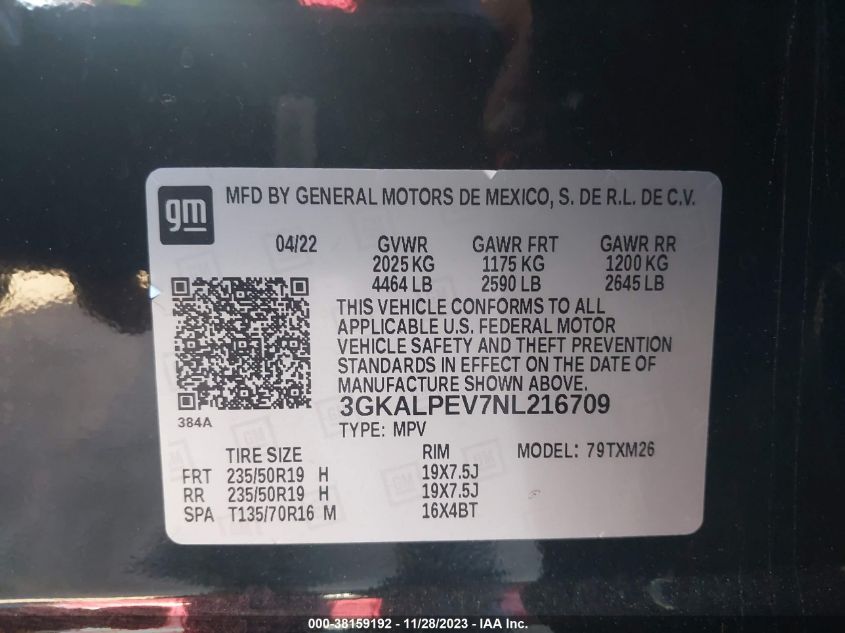 gm
MFD BY GENERAL MOTORS DE MEXICO, S. DE R.L. DE C.V.
04/22 GVWR GAWR FRT GAWR RR
2025 KG 1175 KG 1200 KG
4464 LB 2590 LB 2645 LB
THIS VEHICLE CONFORMS TO ALL
APPLICABLE U.S. FEDERAL MOTOR
VEHICLE SAFETY AND THEFT PREVENTION
STANDARDS IN EFFECT ON THE DATE OF
MANUFACTURE SHOWN ABOVE.
3GKALPEV7NL216709
384A
TYPE: MPV
TIRE SIZE RIM MODEL: 79TXM26
FRT 235/50R19 H 19X7.5J
RR 235/50R19 H 19X7.5J
SPA T135/70R16 M 16X4BT
000-38159192 - 11/28/2023 - IAA Inc.